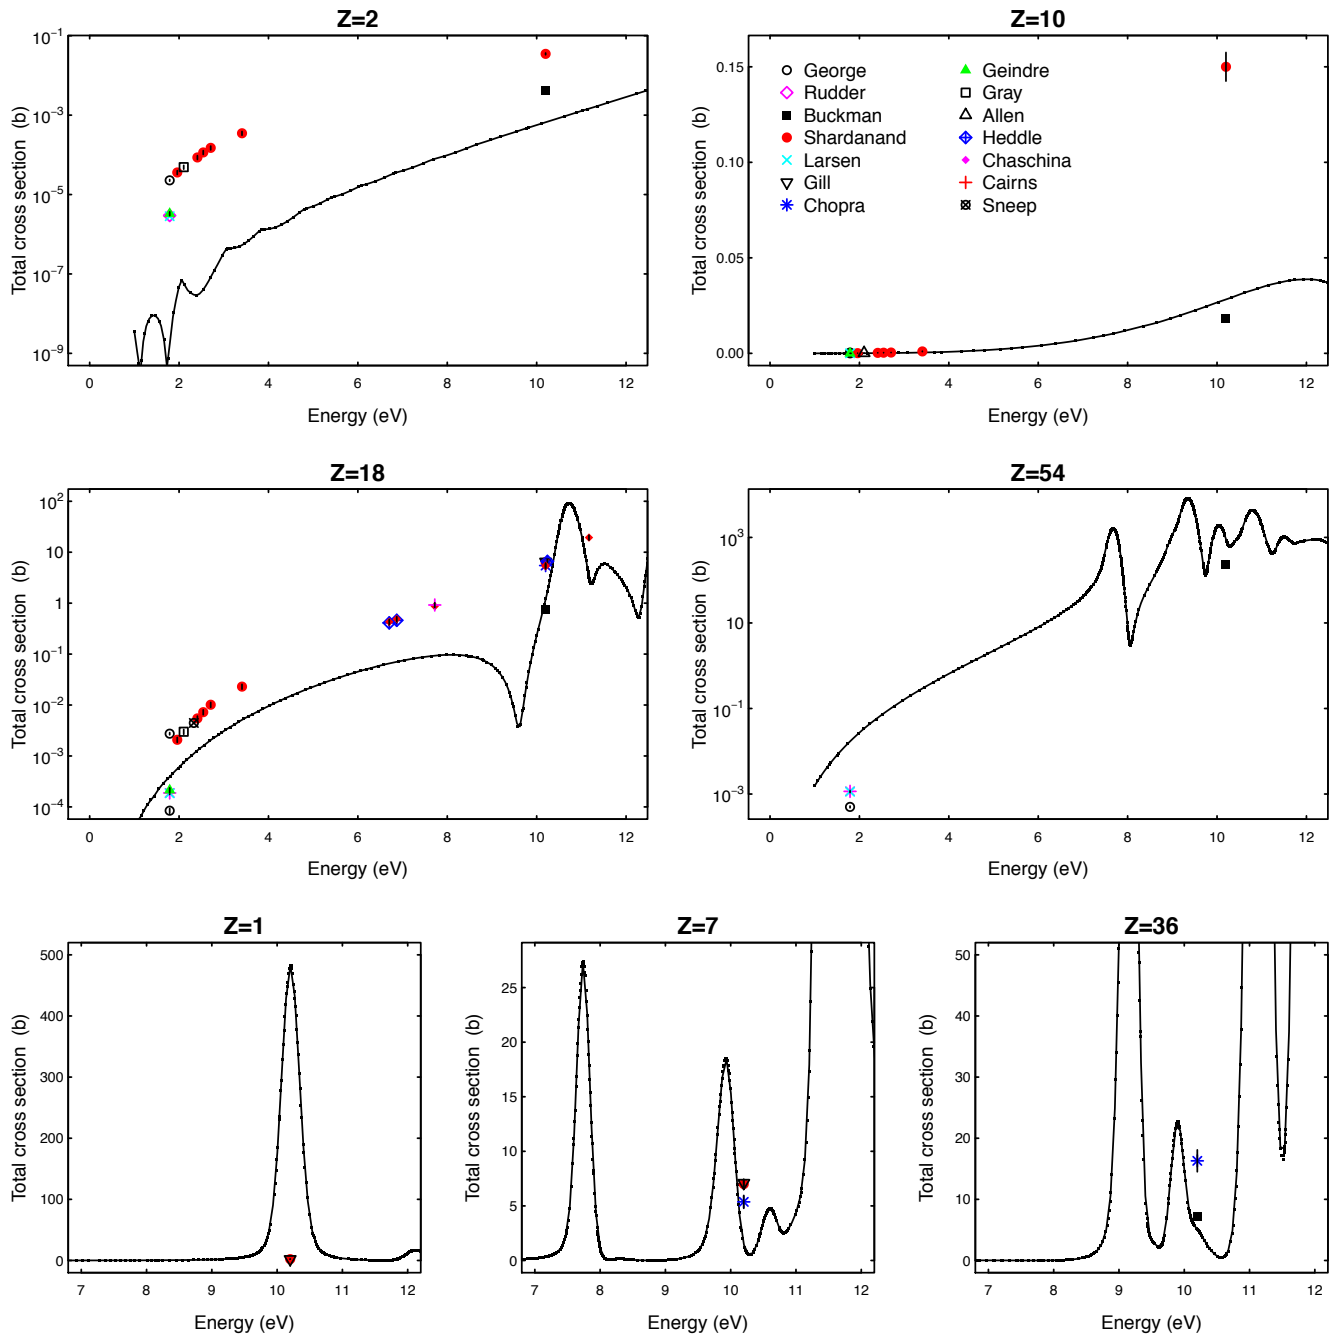 Z=2
Total cross section (b)
10⁻¹
10⁻³
10⁻⁵
10⁻⁷
10⁻⁹
0 2 4 6 8 10 12
Energy (eV)
Z=10
Total cross section (b)
0.15
0.10
0.05
0.00
George
Rudder
Buckman
Shardanand
Larsen
Gill
Chopra
Geindre
Gray
Allen
Heddle
Chaschina
Cairns
Sneep
0 2 4 6 8 10 12
Energy (eV)
Z=18
Total cross section (b)
10²
10
1
10⁻¹
10⁻²
10⁻³
10⁻⁴
0 2 4 6 8 10 12
Energy (eV)
Z=54
Total cross section (b)
10³
10
10⁻¹
10⁻³
0 2 4 6 8 10 12
Energy (eV)
Z=1
Total cross section (b)
500
400
300
200
100
0
7 8 9 10 11 12
Energy (eV)
Z=7
Total cross section (b)
25
20
15
10
5
0
7 8 9 10 11 12
Energy (eV)
Z=36
Total cross section (b)
50
40
30
20
10
0
7 8 9 10 11 12
Energy (eV)